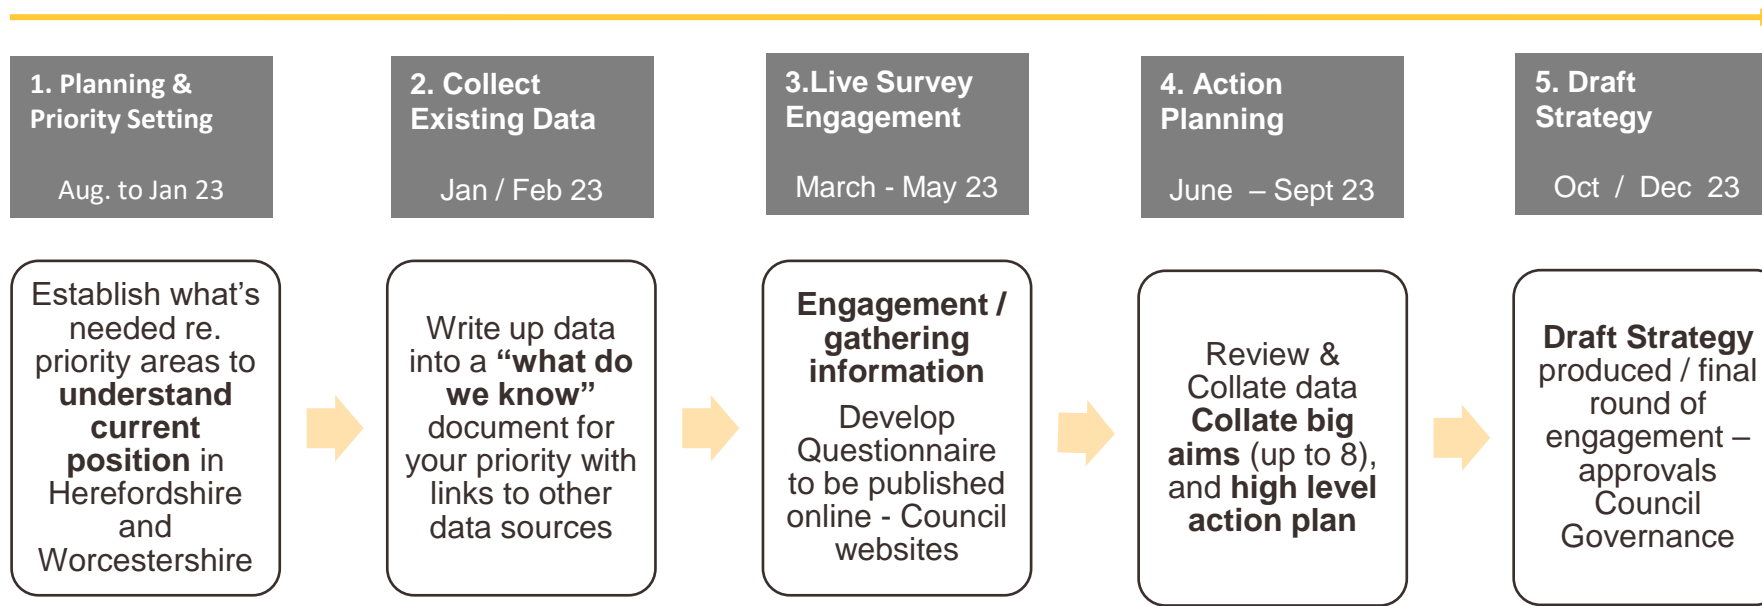 1. Planning &
Priority Setting
Aug. to Jan 23
2. Collect
Existing Data
Jan / Feb 23
3.Live Survey
Engagement
March - May 23
4. Action
Planning
June – Sept 23
5. Draft
Strategy
Oct / Dec 23
Establish what's
needed re.
priority areas to
understand
current
position in
Herefordshire
and
Worcestershire
Write up data
into a “what do
we know”
document for
your priority with
links to other
data sources
Engagement /
gathering
information
Develop
Questionnaire
to be published
online - Council
websites
Review &
Collate data
Collate big
aims (up to 8),
and high level
action plan
Draft Strategy
produced / final
round of
engagement –
approvals
Council
Governance